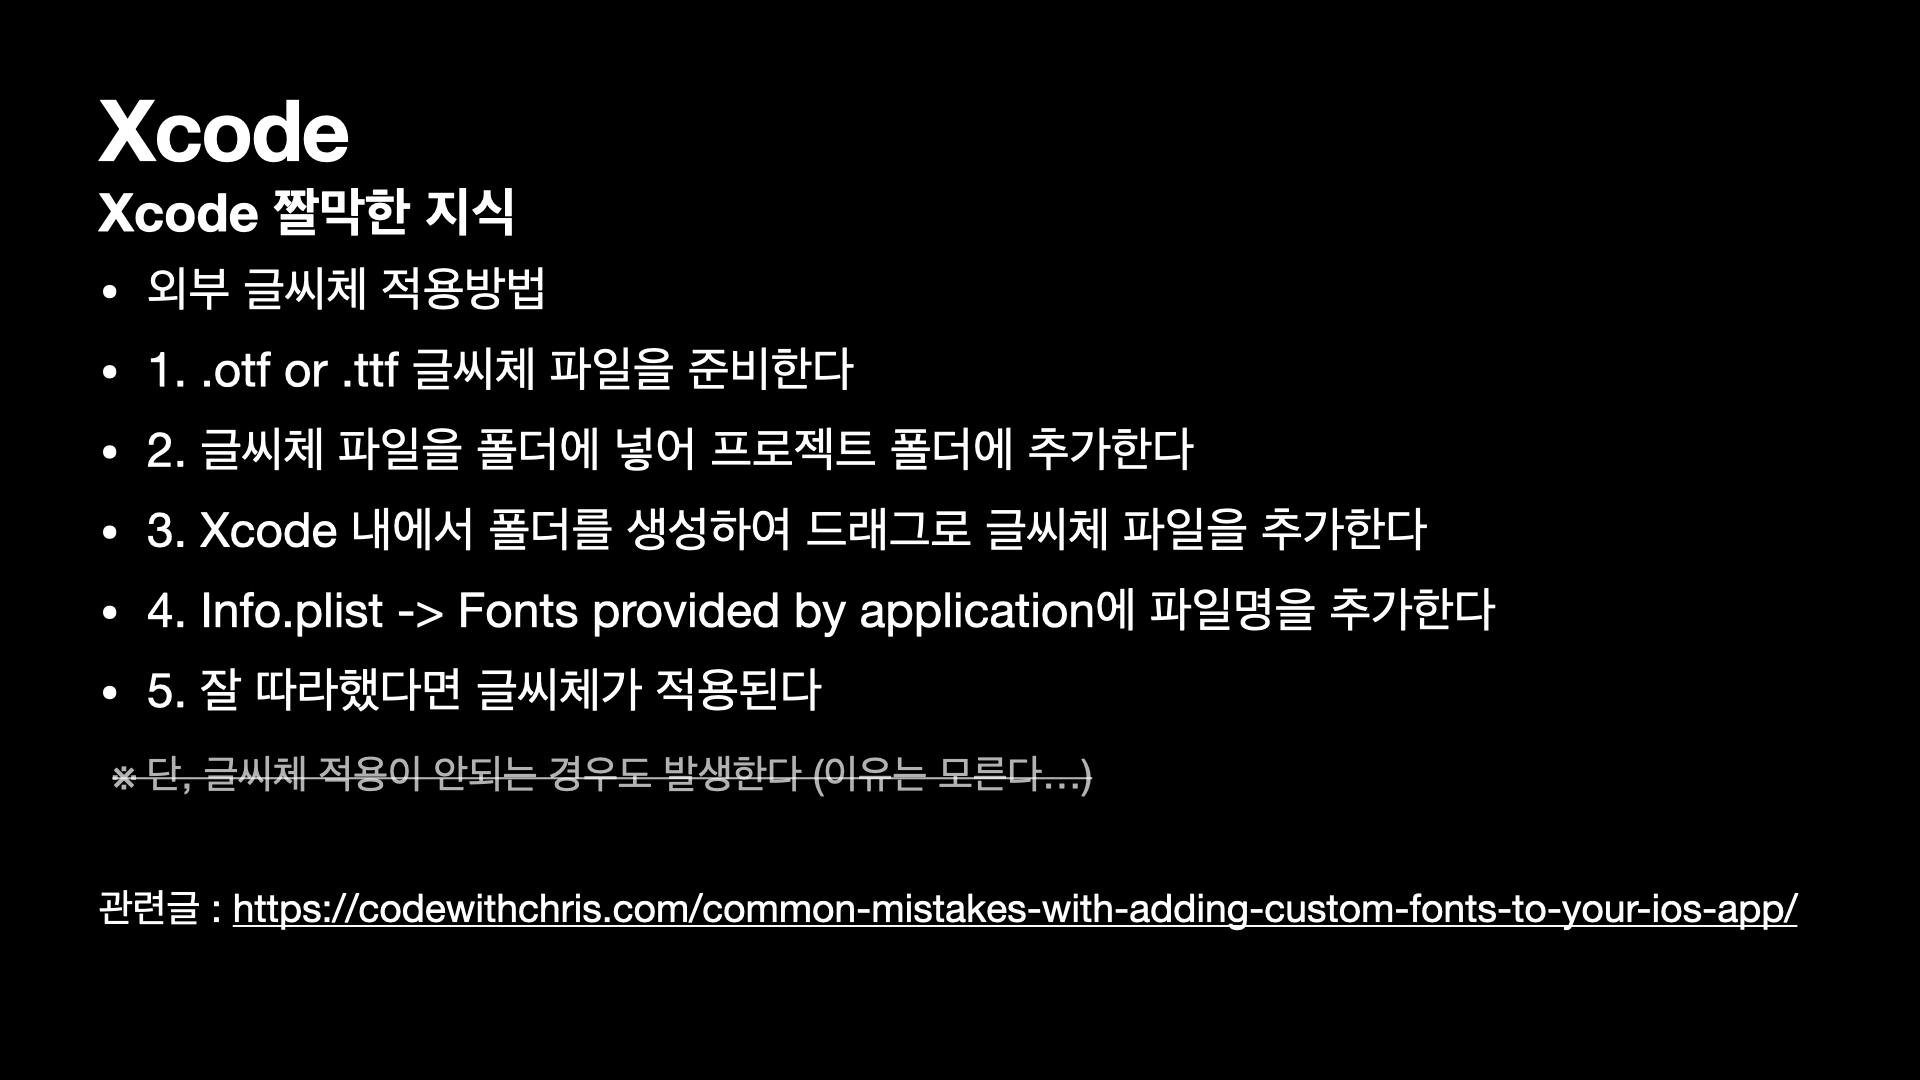 Xcode
Xcode 짤막한 지식
• 외부 글씨체 적용방법
• 1. .otf or .ttf 글씨체 파일을 준비한다
• 2. 글씨체 파일을 폴더에 넣어 프로젝트 폴더에 추가한다
• 3. Xcode 내에서 폴더를 생성하여 드래그로 글씨체 파일을 추가한다
• 4. Info.plist -> Fonts provided by application에 파일명을 추가한다
• 5. 잘 따라했다면 글씨체가 적용된다
※ 단, 글씨체 적용이 안되는 경우도 발생한다 (이유는 모른다...)
관련글 : https://codewithchris.com/common-mistakes-with-adding-custom-fonts-to-your-ios-app/